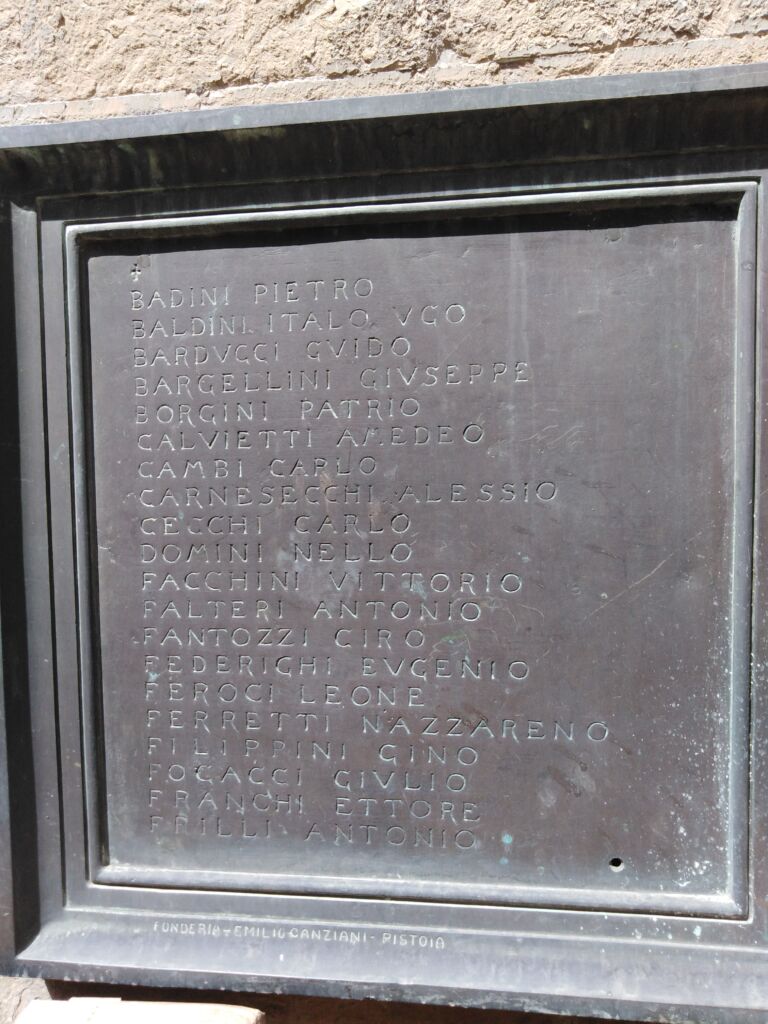 BADINI PIETRO
BALDINI ITALO VGO
BARDVCCI GVIDO
BARGELLINI GIVSEPPE
BORGINI PATRIO
CALVIETTI AMEDEO
CAMBI CARLO
CARNESECCHI ALESSIO
CECCHI CARLO
DOMINI NELLO
FACCHINI VITTORIO
FALTERI ANTONIO
FANTOZZI CIRO
FEDERIGHI EVGENIO
FEROCI LEONE
FERRETTI NAZZARENO
FILIPPINI GINO
FOGACCI GIVLIO
FRANCHI ETTORE
FRILLI ANTONIO
FONDERIA=EMILIO CANZIANI-PISTOIA